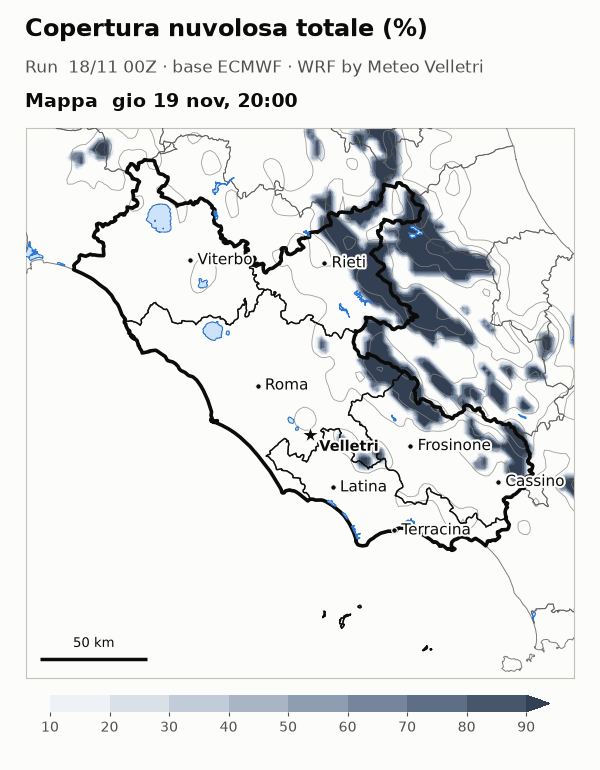 Copertura nuvolosa totale (%)
Run  18/11 00Z · base ECMWF · WRF by Meteo Velletri
Mappa  gio 19 nov, 20:00
Viterbo
Rieti
Roma
Velletri
Frosinone
Latina
Cassino
Terracina
50 km
10 20 30 40 50 60 70 80 90